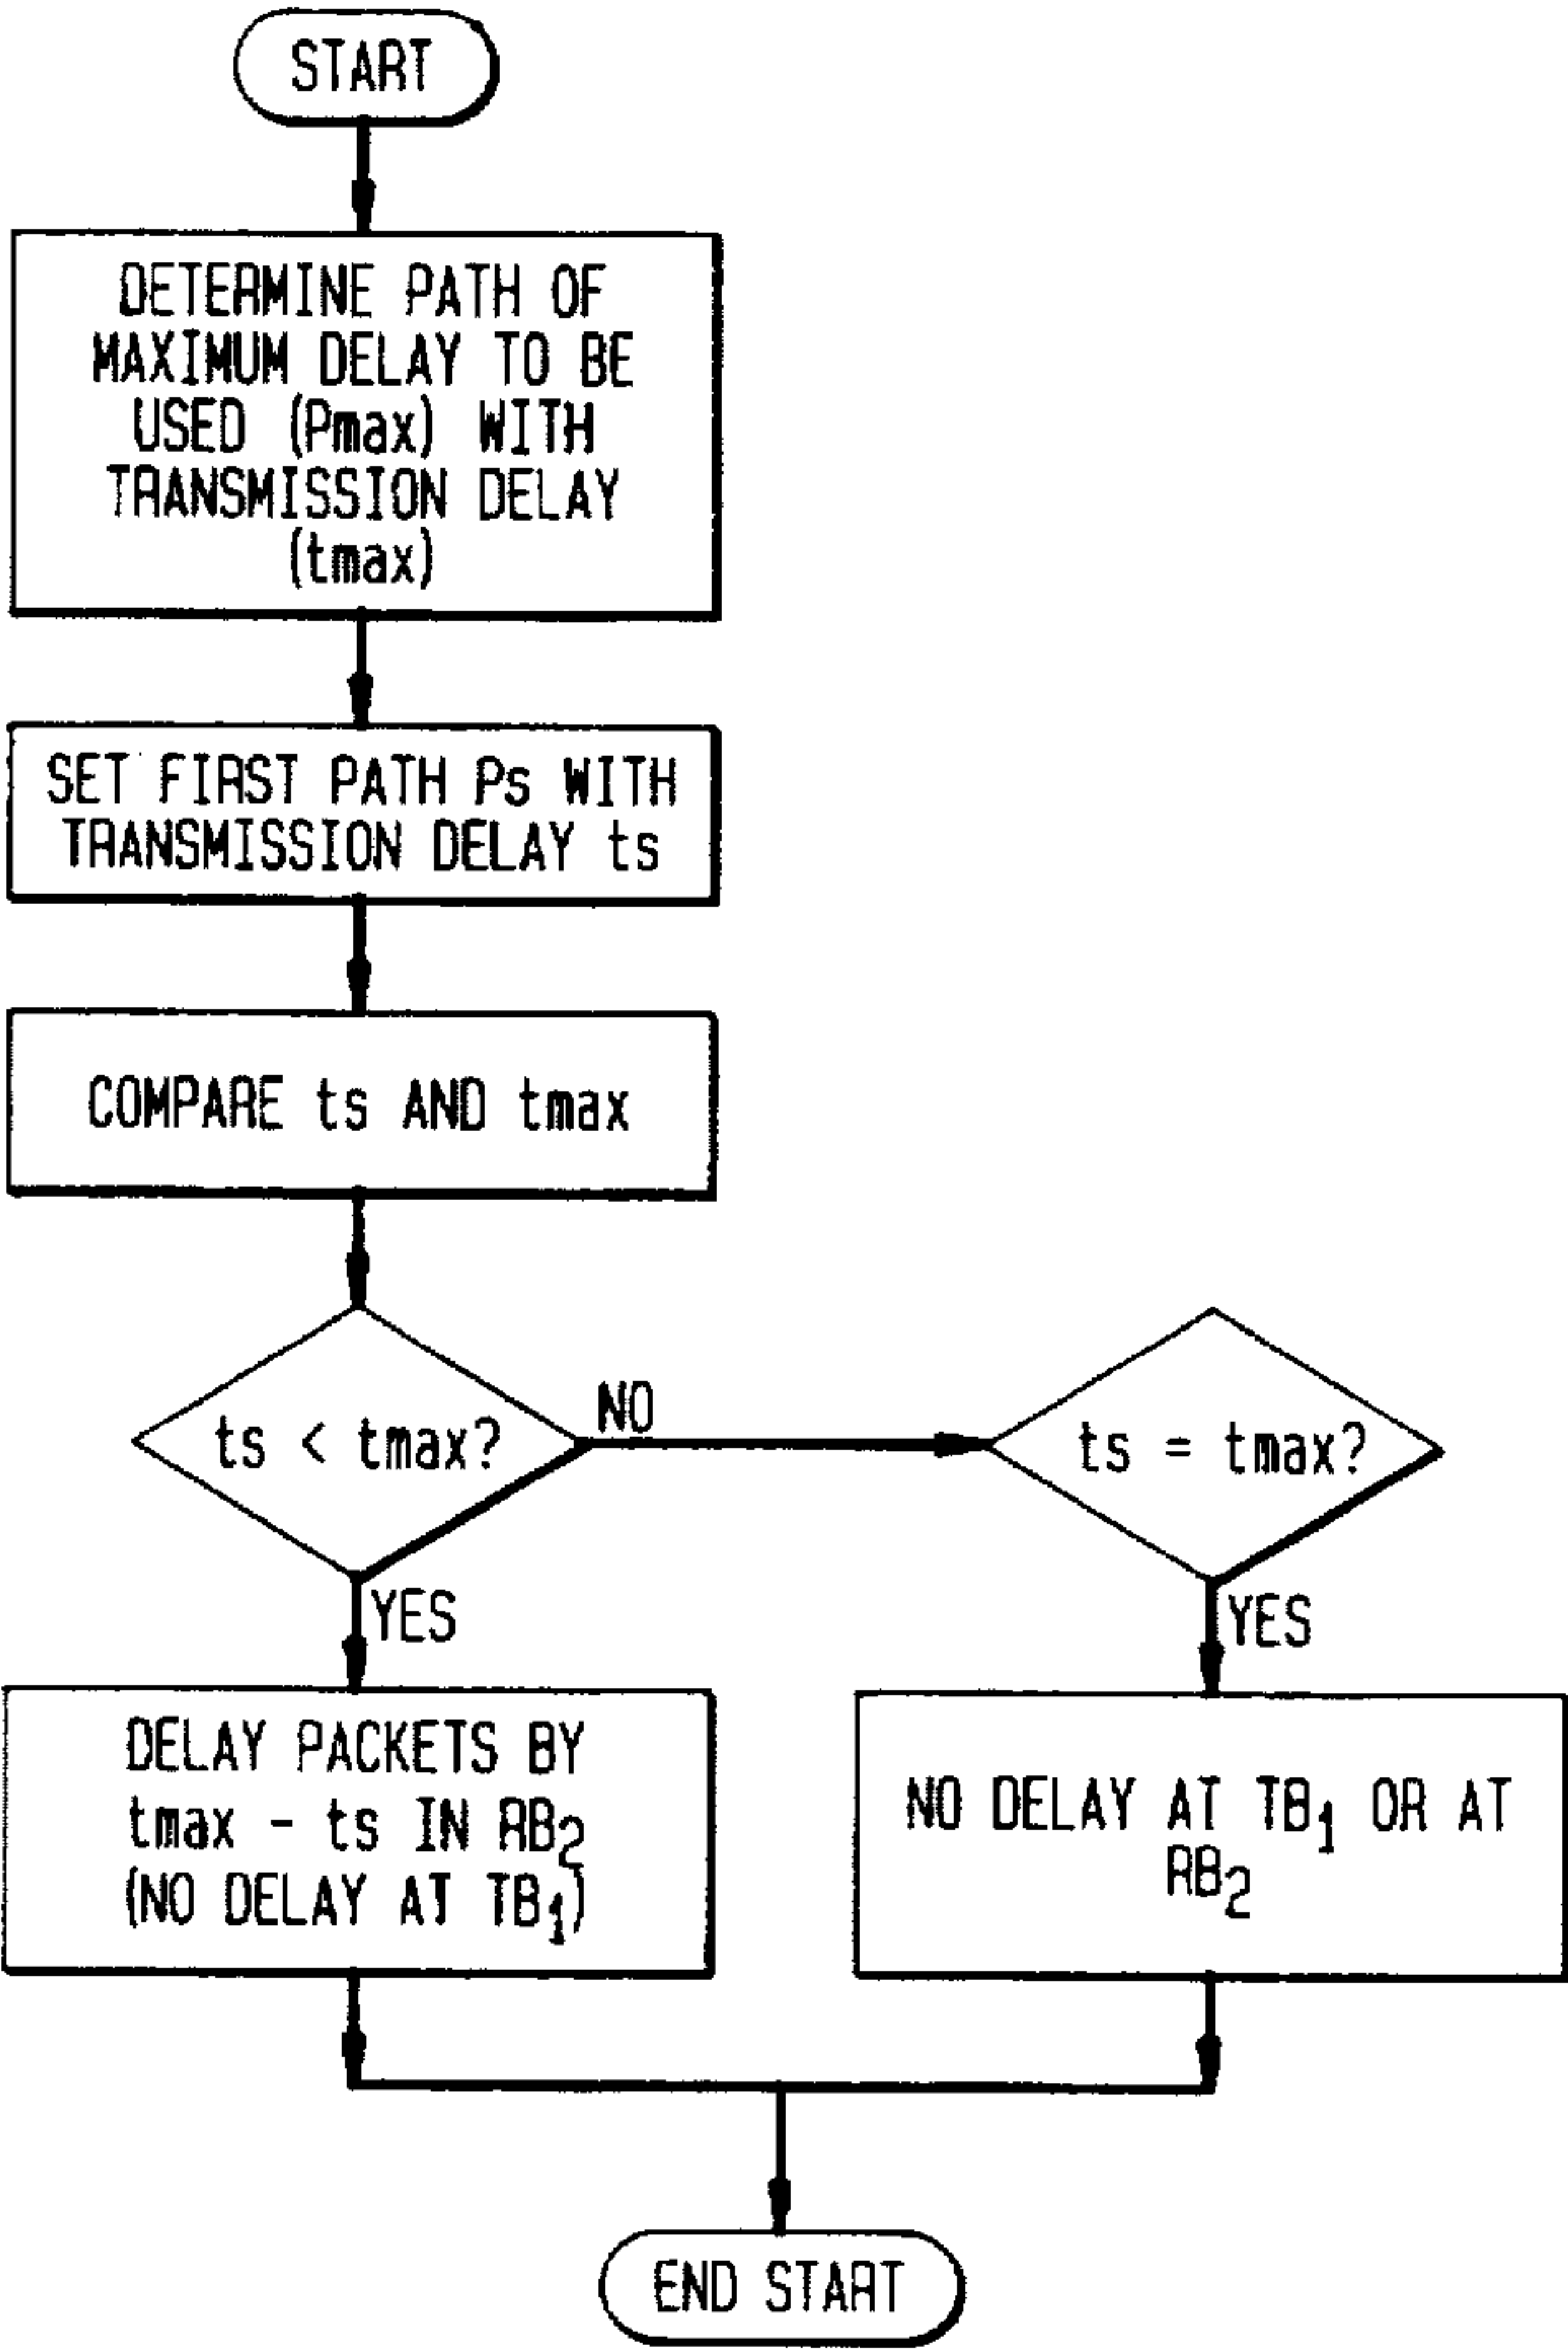 START
DETERMINE PATH OF
MAXIMUM DELAY TO BE
USED (Pmax) WITH
TRANSMISSION DELAY
(tmax)
SET FIRST PATH Ps WITH
TRANSMISSION DELAY ts
COMPARE ts AND tmax
ts < tmax?
NO
ts = tmax?
YES
YES
DELAY PACKETS BY
tmax - ts IN RB2
(NO DELAY AT TB1)
NO DELAY AT TB1 OR AT
RB2
END START